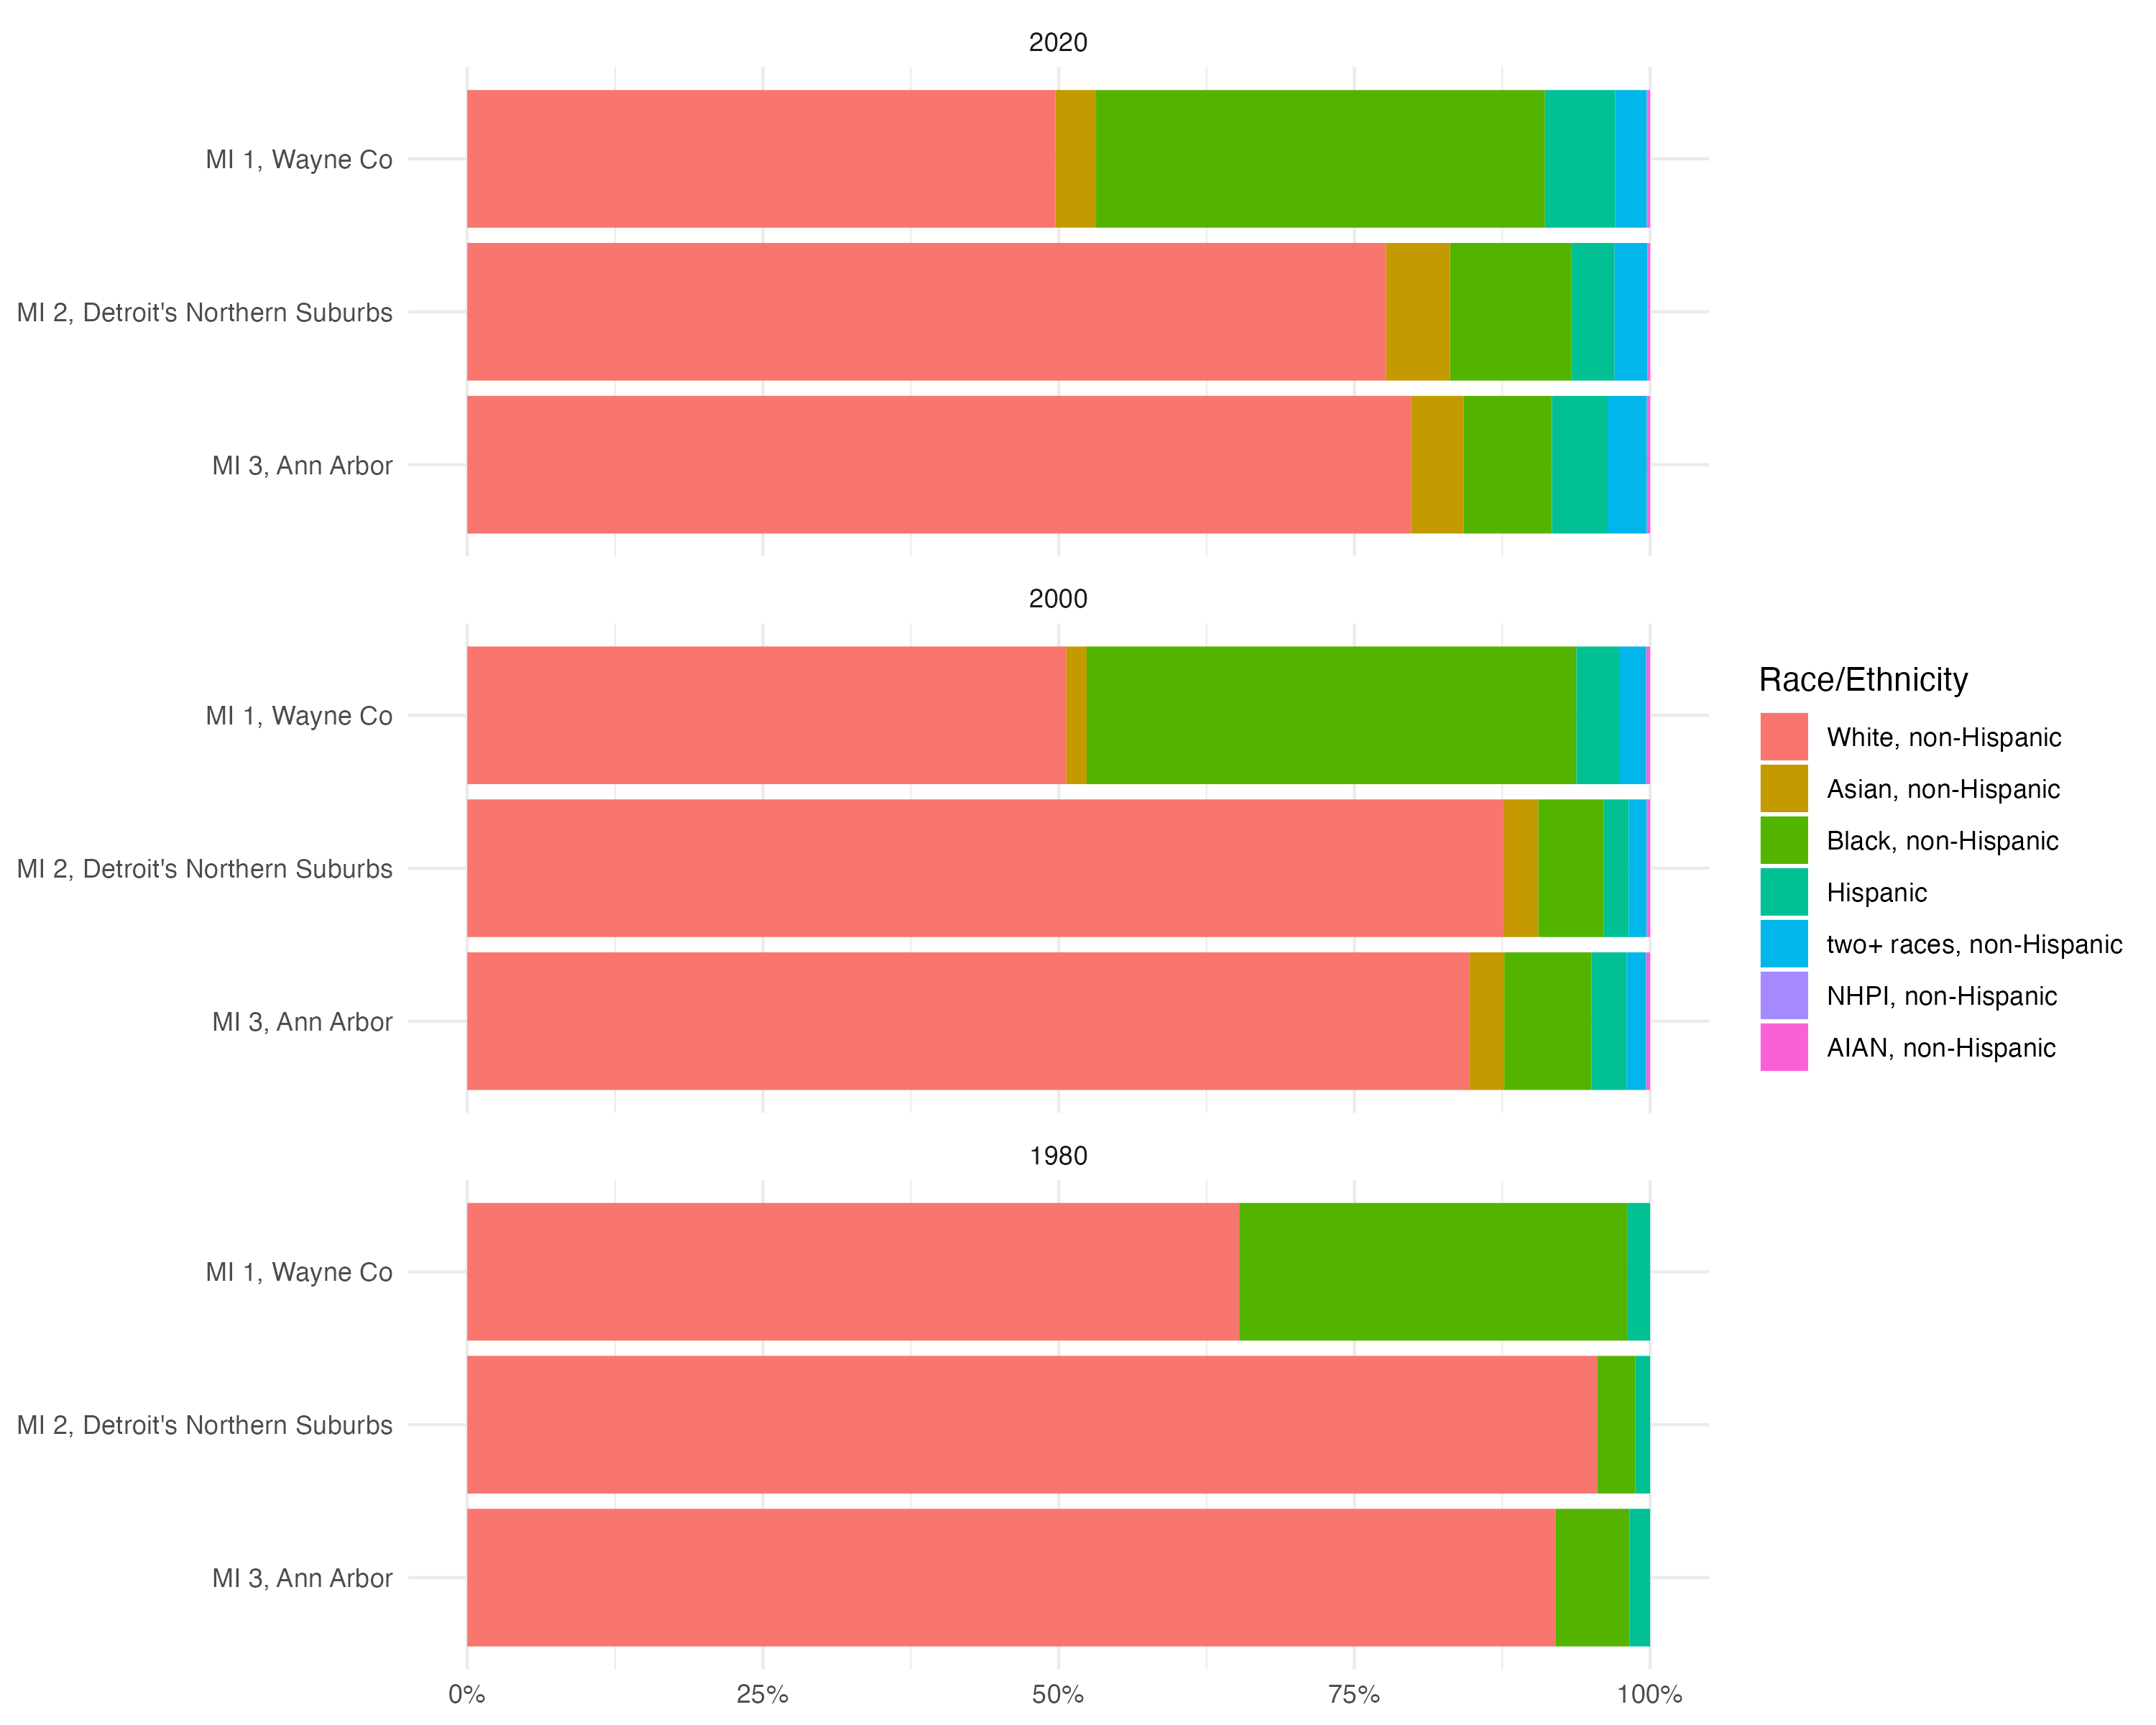 2020
MI 1, Wayne Co
MI 2, Detroit's Northern Suburbs
MI 3, Ann Arbor
2000
MI 1, Wayne Co
MI 2, Detroit's Northern Suburbs
MI 3, Ann Arbor
1980
MI 1, Wayne Co
MI 2, Detroit's Northern Suburbs
MI 3, Ann Arbor
0% 25% 50% 75% 100%
Race/Ethnicity
White, non-Hispanic
Asian, non-Hispanic
Black, non-Hispanic
Hispanic
two+ races, non-Hispanic
NHPI, non-Hispanic
AIAN, non-Hispanic